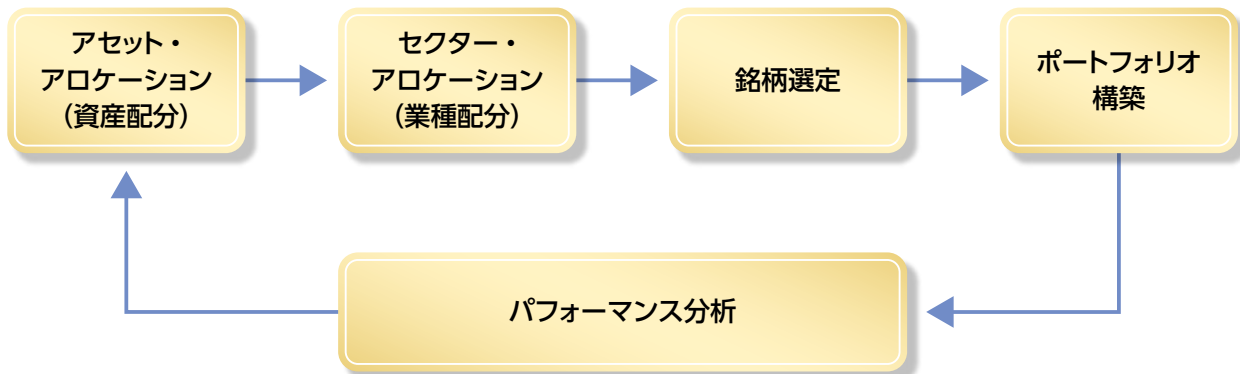 アセット・
アロケーション
（資産配分）
セクター・
アロケーション
（業種配分）
銘柄選定
ポートフォリオ
構築
パフォーマンス分析